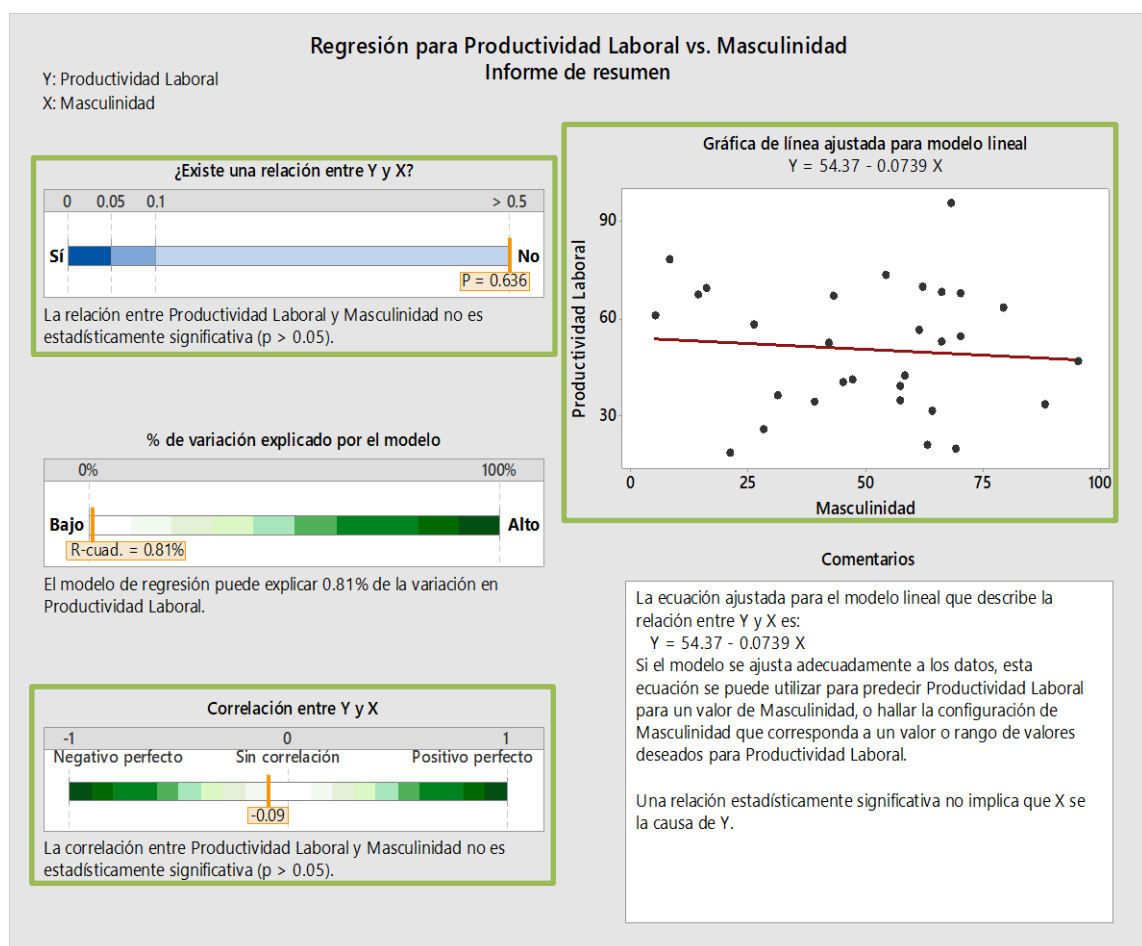 Regresión para Productividad Laboral vs. Masculinidad
Informe de resumen
Y: Productividad Laboral
X: Masculinidad
¿Existe una relación entre Y y X?
0 0.05 0.1 > 0.5
Sí No
P = 0.636
La relación entre Productividad Laboral y Masculinidad no es
estadísticamente significativa (p > 0.05).
% de variación explicado por el modelo
0% 100%
Bajo Alto
R-cuad. = 0.81%
El modelo de regresión puede explicar 0.81% de la variación en
Productividad Laboral.
Correlación entre Y y X
-1 0 1
Negativo perfecto Sin correlación Positivo perfecto
-0.09
La correlación entre Productividad Laboral y Masculinidad no es
estadísticamente significativa (p > 0.05).
Gráfica de línea ajustada para modelo lineal
Y = 54.37 - 0.0739 X
Productividad Laboral
90
60
30
0 25 50 75 100
Masculinidad
Comentarios
La ecuación ajustada para el modelo lineal que describe la
relación entre Y y X es:
Y = 54.37 - 0.0739 X
Si el modelo se ajusta adecuadamente a los datos, esta
ecuación se puede utilizar para predecir Productividad Laboral
para un valor de Masculinidad, o hallar la configuración de
Masculinidad que corresponda a un valor o rango de valores
deseados para Productividad Laboral.
Una relación estadísticamente significativa no implica que X se
la causa de Y.